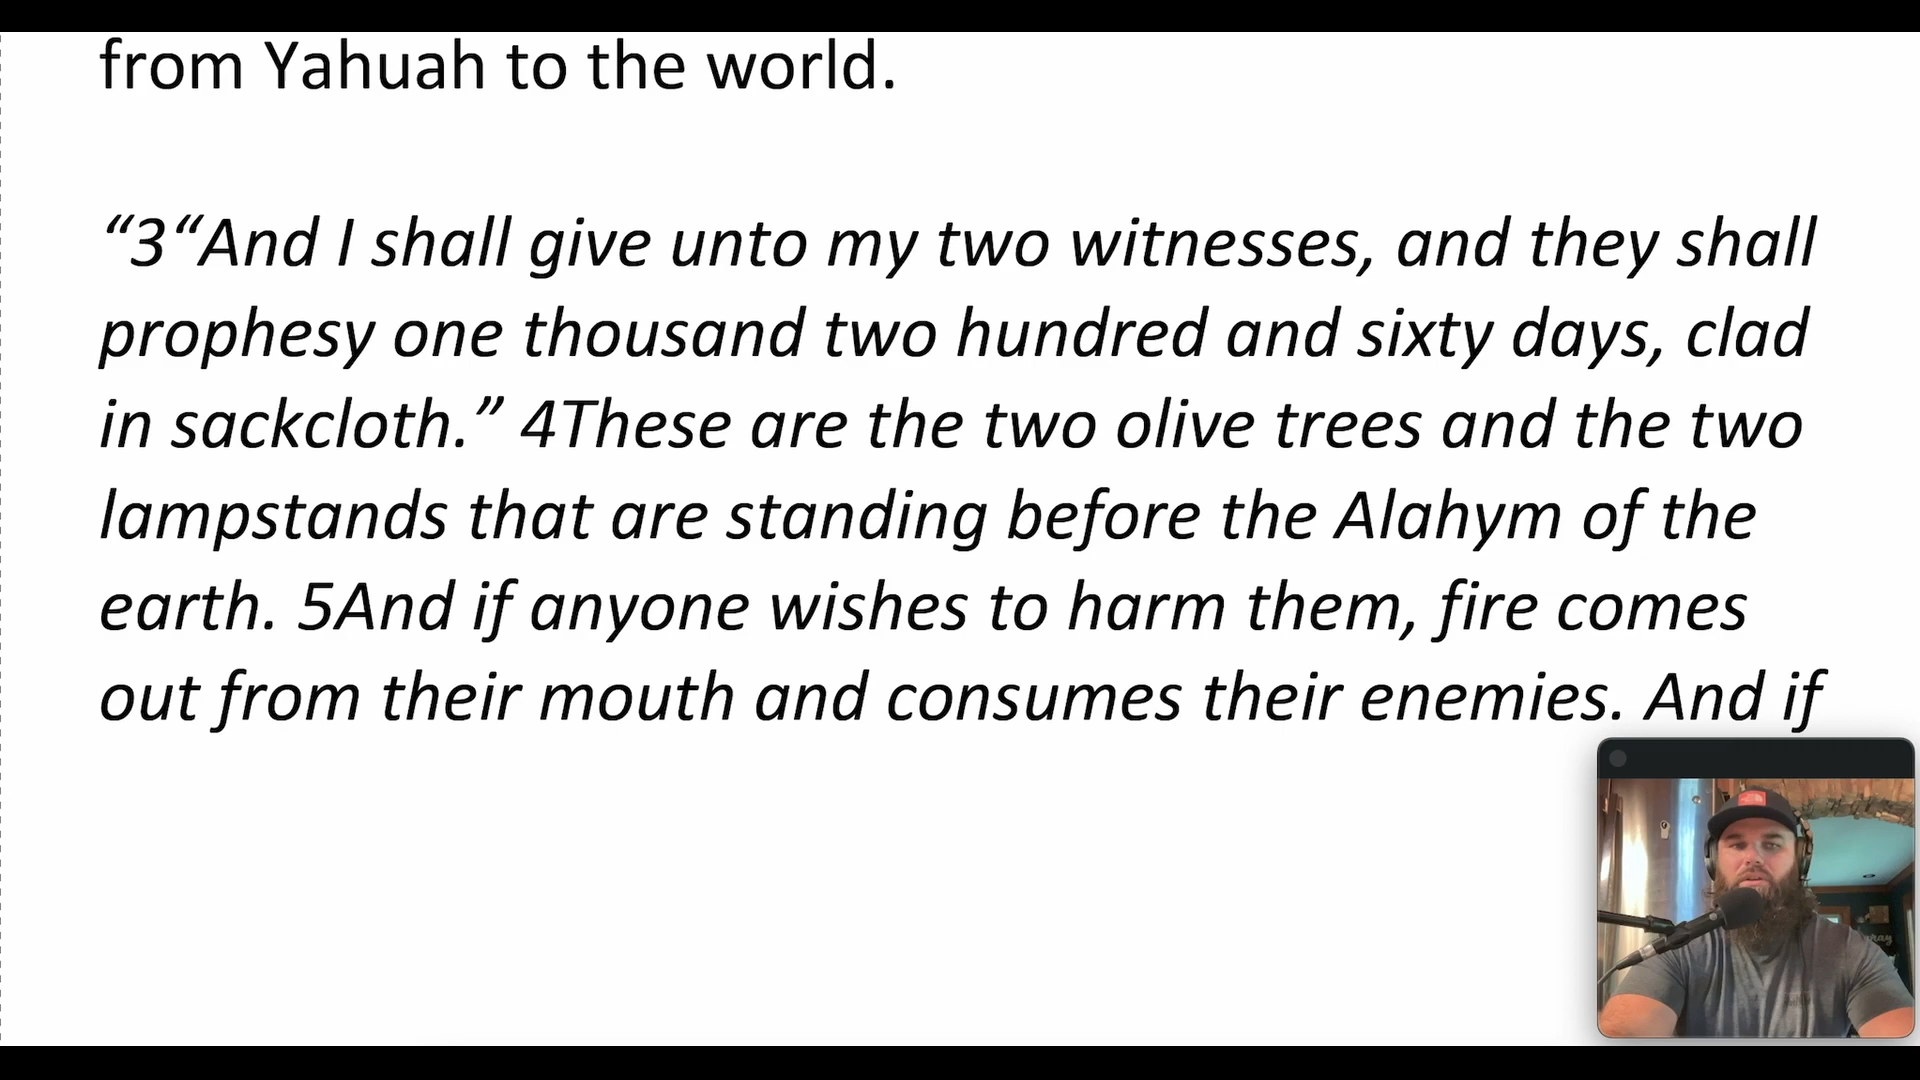 from Yahuah to the world.
“3“And I shall give unto my two witnesses, and they shall
prophesy one thousand two hundred and sixty days, clad
in sackcloth.” 4These are the two olive trees and the two
lampstands that are standing before the Alahym of the
earth. 5And if anyone wishes to harm them, fire comes
out from their mouth and consumes their enemies. And if